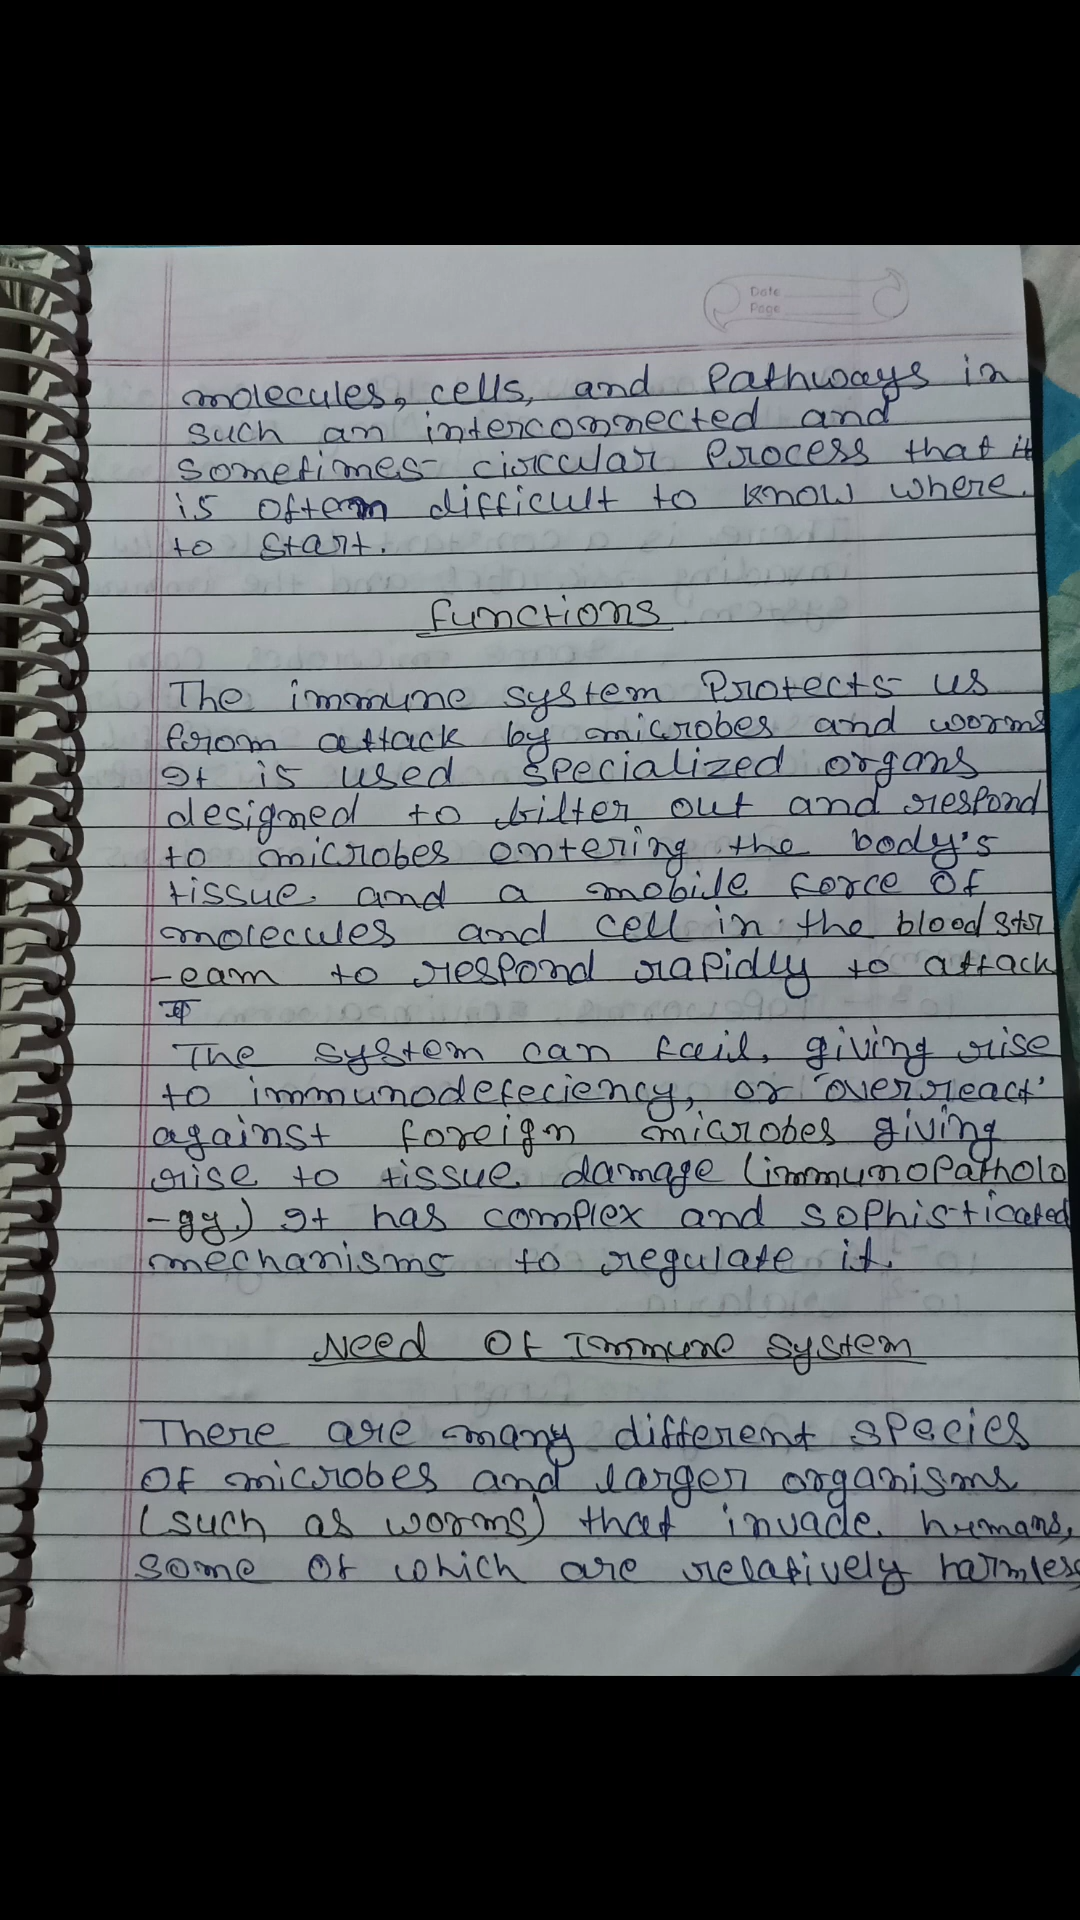 Date
Page
molecules, cells, and Pathways in
such an interconnected and
sometimes circular Process that it
is often difficult to know where
to start.
Functions
The immune system Protects us
from attack by microbes and worms
It is used specialized organs
designed to filter out and respond
to microbes entering the body's
tissue and a mobile force of
molecules and cell in the blood str
-eam to respond rapidly to attack
The system can fail, giving rise
to immunodefeciency, or 'overreact'
against foreign microbes giving
rise to tissue damage (immunopatholo
-gy.) It has complex and sophisticated
mechanisms to regulate it.
Need Of Immune System
There are many different species
of microbes and larger organisms
(such as worms) that invade humans,
some of which are relatively harmless